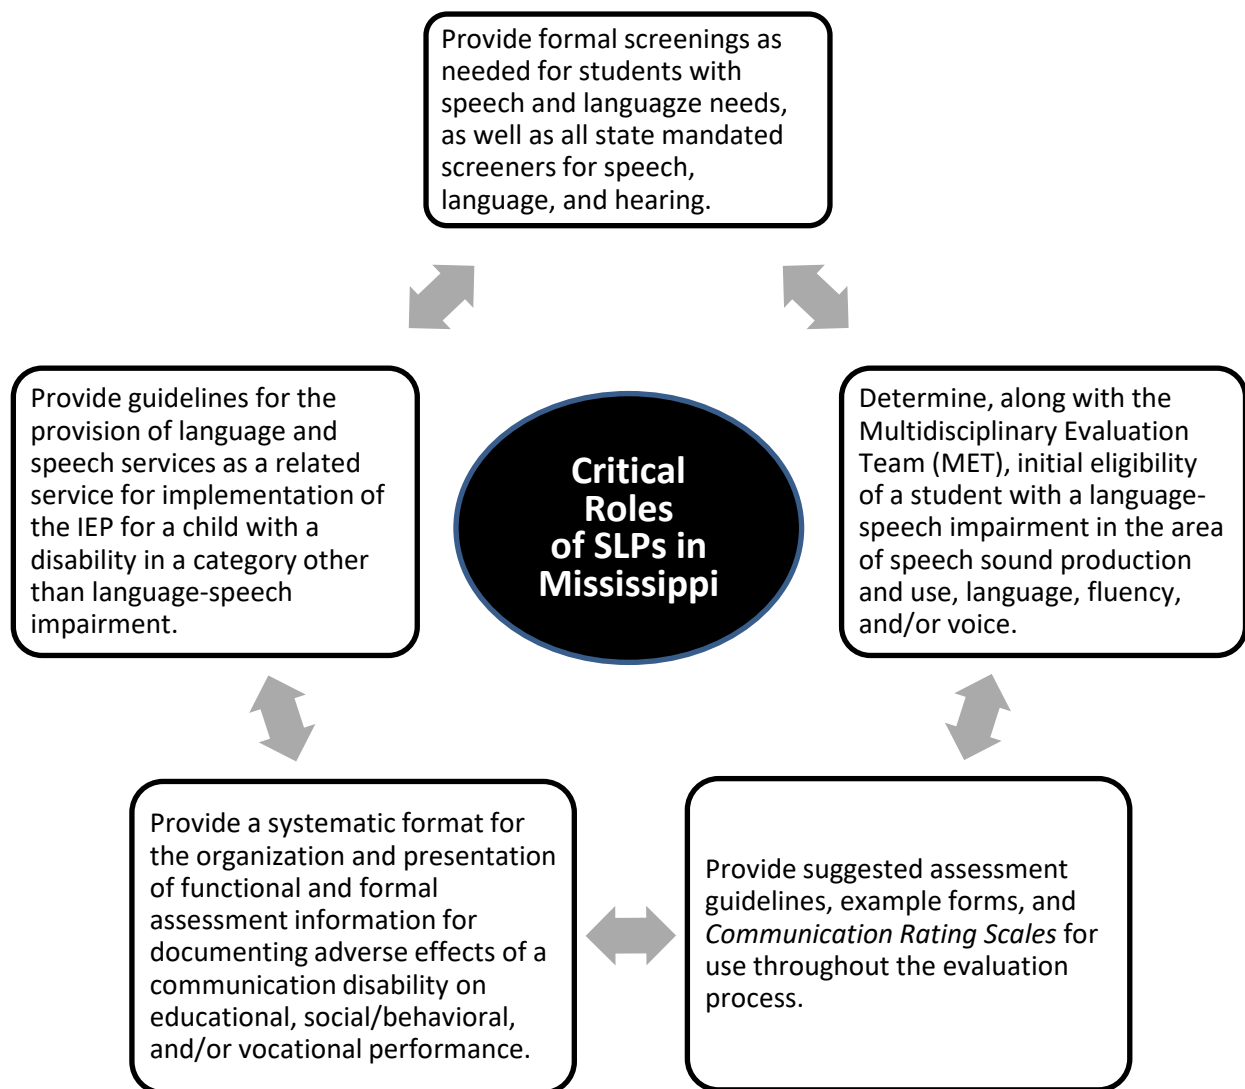 Provide formal screenings as
needed for students with
speech and languagze needs,
as well as all state mandated
screeners for speech,
language, and hearing.
Provide guidelines for the
provision of language and
speech services as a related
service for implementation of
the IEP for a child with a
disability in a category other
than language-speech
impairment.
Critical
Roles
of SLPs in
Mississippi
Determine, along with the
Multidisciplinary Evaluation
Team (MET), initial eligibility
of a student with a language-
speech impairment in the area
of speech sound production
and use, language, fluency,
and/or voice.
Provide a systematic format for
the organization and presentation
of functional and formal
assessment information for
documenting adverse effects of a
communication disability on
educational, social/behavioral,
and/or vocational performance.
Provide suggested assessment
guidelines, example forms, and
Communication Rating Scales for
use throughout the evaluation
process.